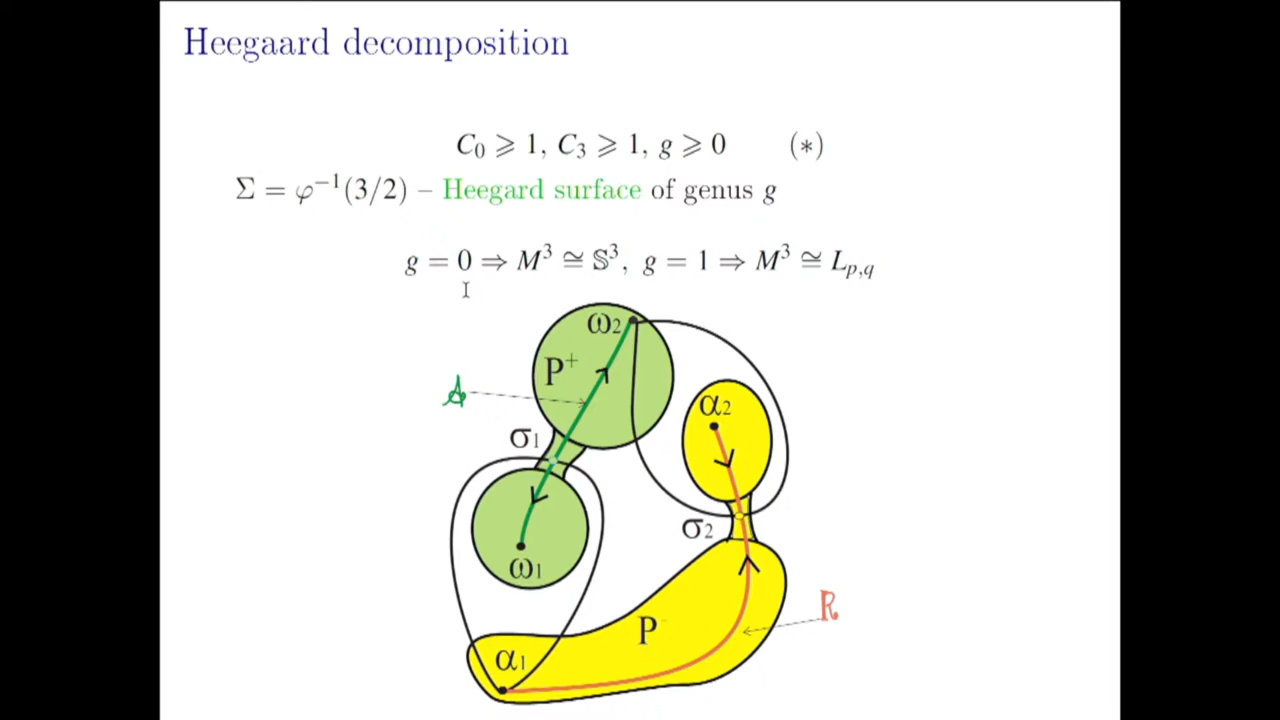 Heegaard decomposition
C₀ ⩾ 1, C₃ ⩾ 1, g ⩾ 0 (∗)
Σ = φ⁻¹(3/2) – Heegard surface of genus g
g = 0 ⇒ M³ ≅ 𝕊³, g = 1 ⇒ M³ ≅ L_{p,q}
ω₂
P⁺
A
α₂
σ₁
σ₂
ω₁
R
P⁻
α₁